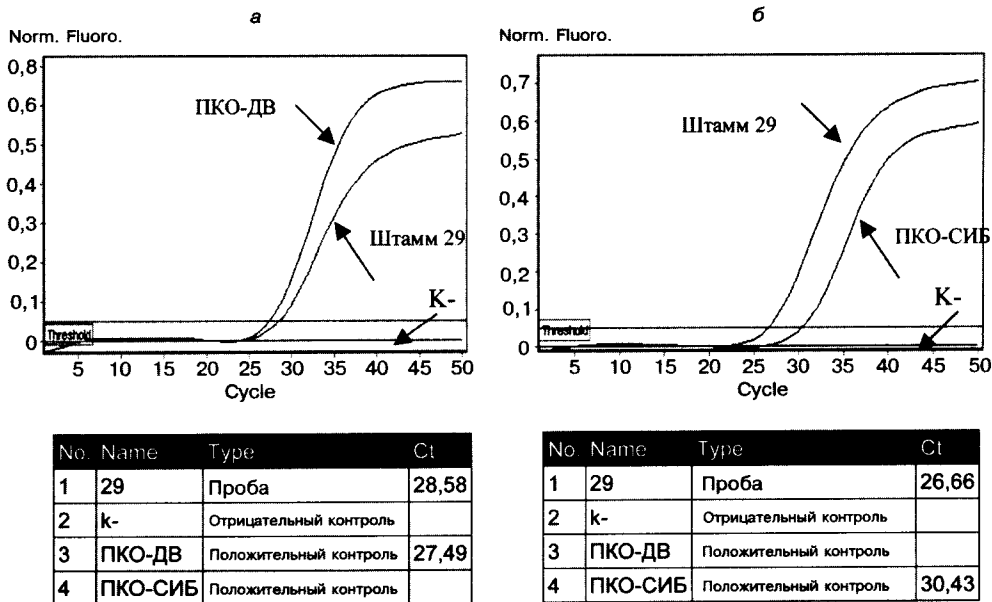 а
Norm. Fluoro.
0,8
0,6
0,5
0,4
0,3
0,2
0,1
0
ПКО-ДВ
Штамм 29
К-
Threshold
5 10 15 20 25 30 35 40 45 50
Cycle
No. Name Type Ct
1 29 Проба 28,58
2 k- Отрицательный контроль
3 ПКО-ДВ Положительный контроль 27,49
4 ПКО-СИБ Положительный контроль
б
Norm. Fluoro.
0,7
0,6
0,5
0,4
0,3
0,2
0,1
0
Штамм 29
ПКО-СИБ
К-
Threshold
5 10 15 20 25 30 35 40 45 50
Cycle
No. Name Type Ct
1 29 Проба 26,66
2 k- Отрицательный контроль
3 ПКО-ДВ Положительный контроль
4 ПКО-СИБ Положительный контроль 30,43